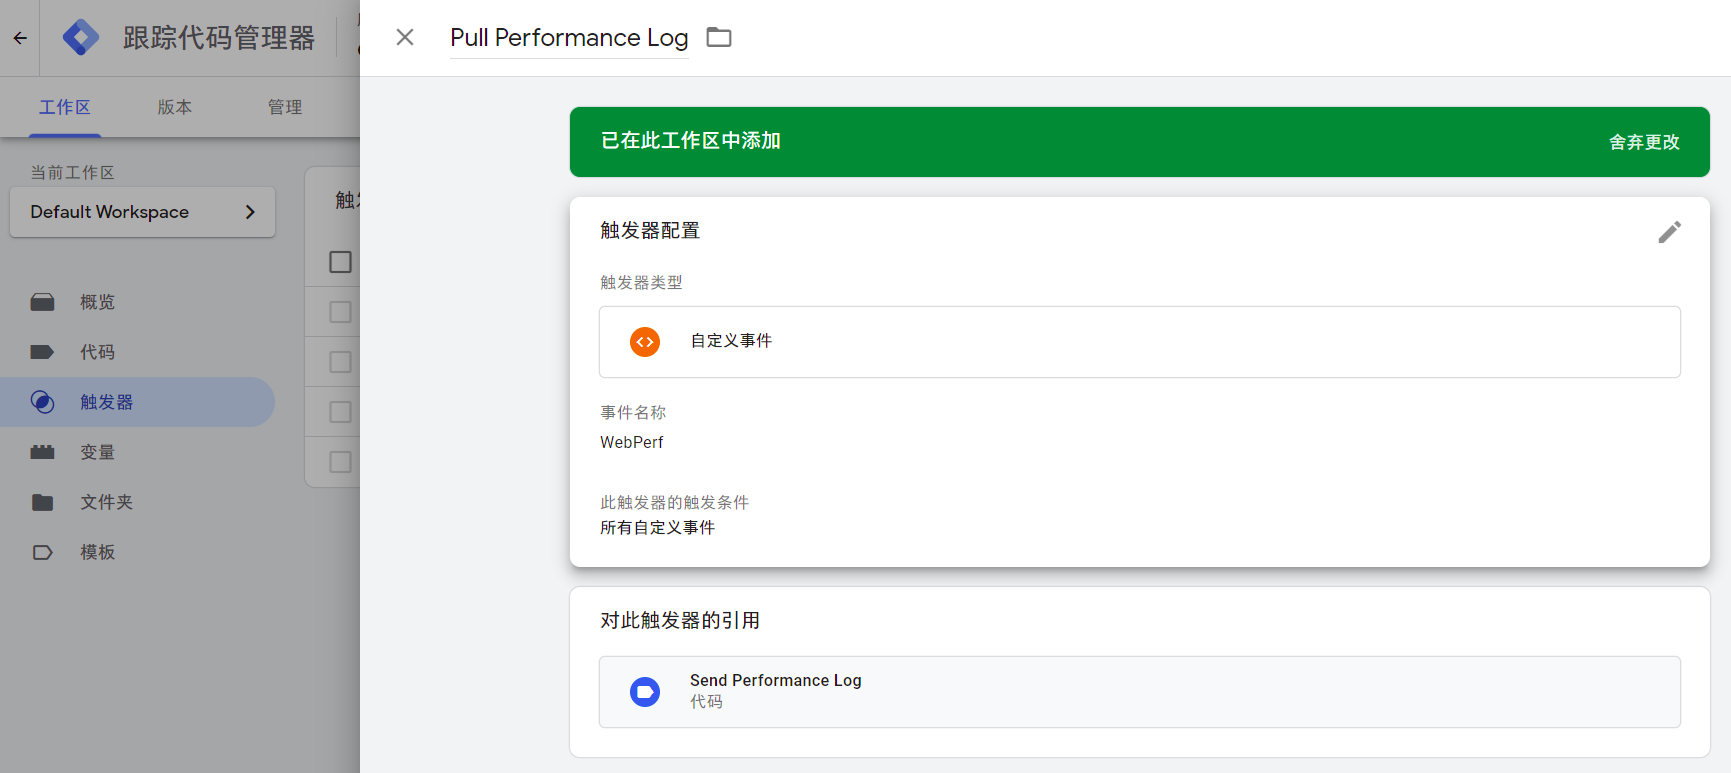 跟踪代码管理器
Pull Performance Log
工作区
版本
管理
已在此工作区中添加
舍弃更改
当前工作区
Default Workspace
概览
代码
触发器
变量
文件夹
模板
触发器配置
触发器类型
自定义事件
事件名称
WebPerf
此触发器的触发条件
所有自定义事件
对此触发器的引用
Send Performance Log
代码